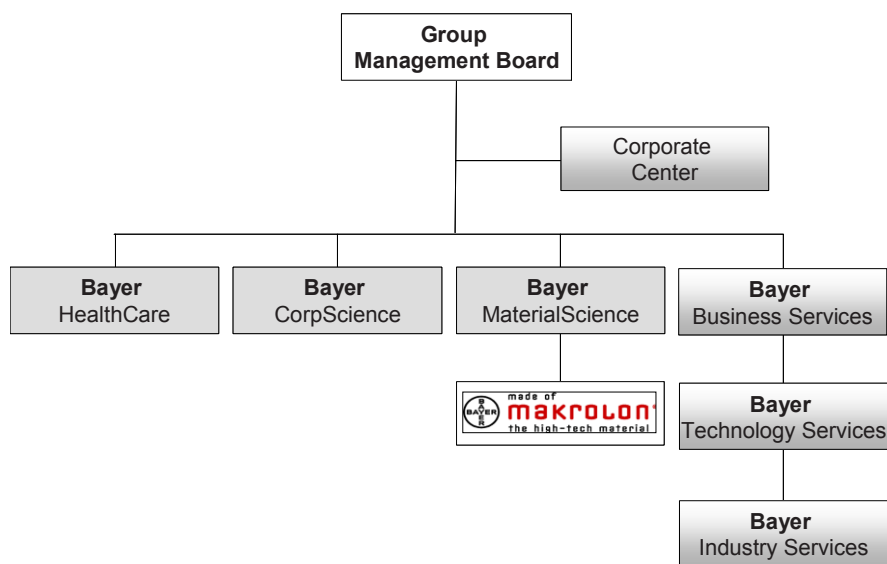 Group
Management Board
Corporate
Center
Bayer
HealthCare
Bayer
CorpScience
Bayer
MaterialScience
Bayer
Business Services
BAYER
BAYER
made of
makrolon®
the high-tech material
Bayer
Technology Services
Bayer
Industry Services